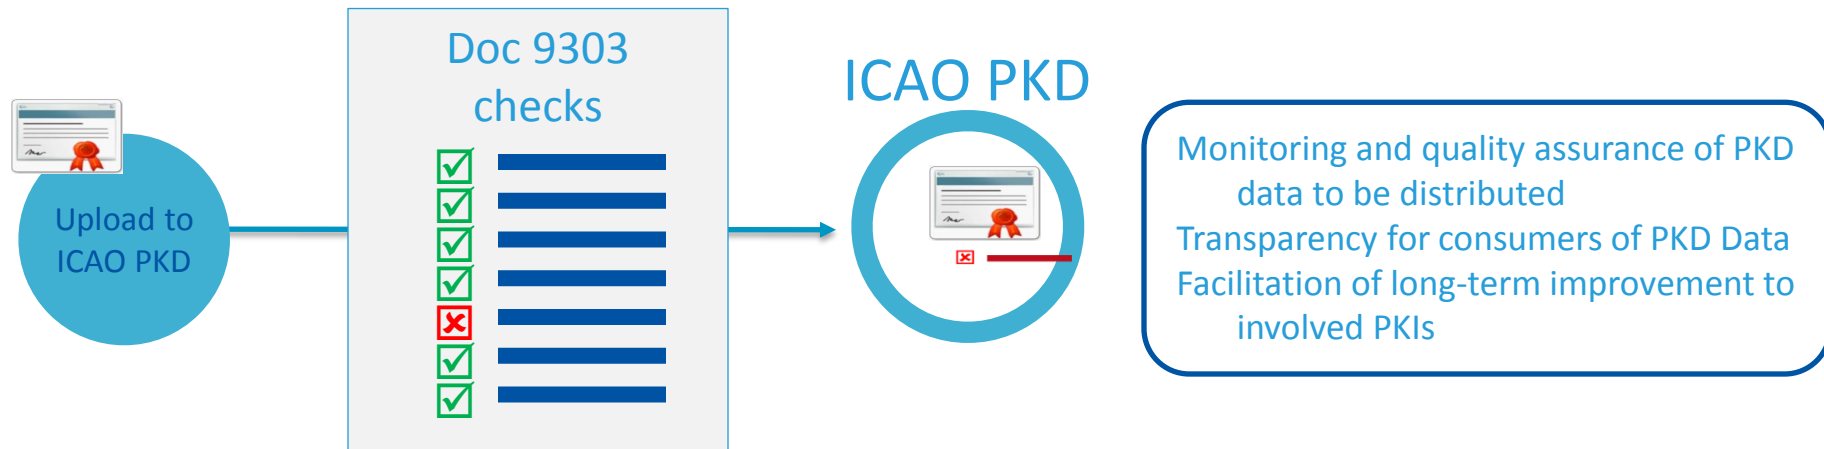 Doc 9303
checks
Upload to
ICAO PKD
ICAO PKD
Monitoring and quality assurance of PKD
data to be distributed
Transparency for consumers of PKD Data
Facilitation of long-term improvement to
involved PKIs